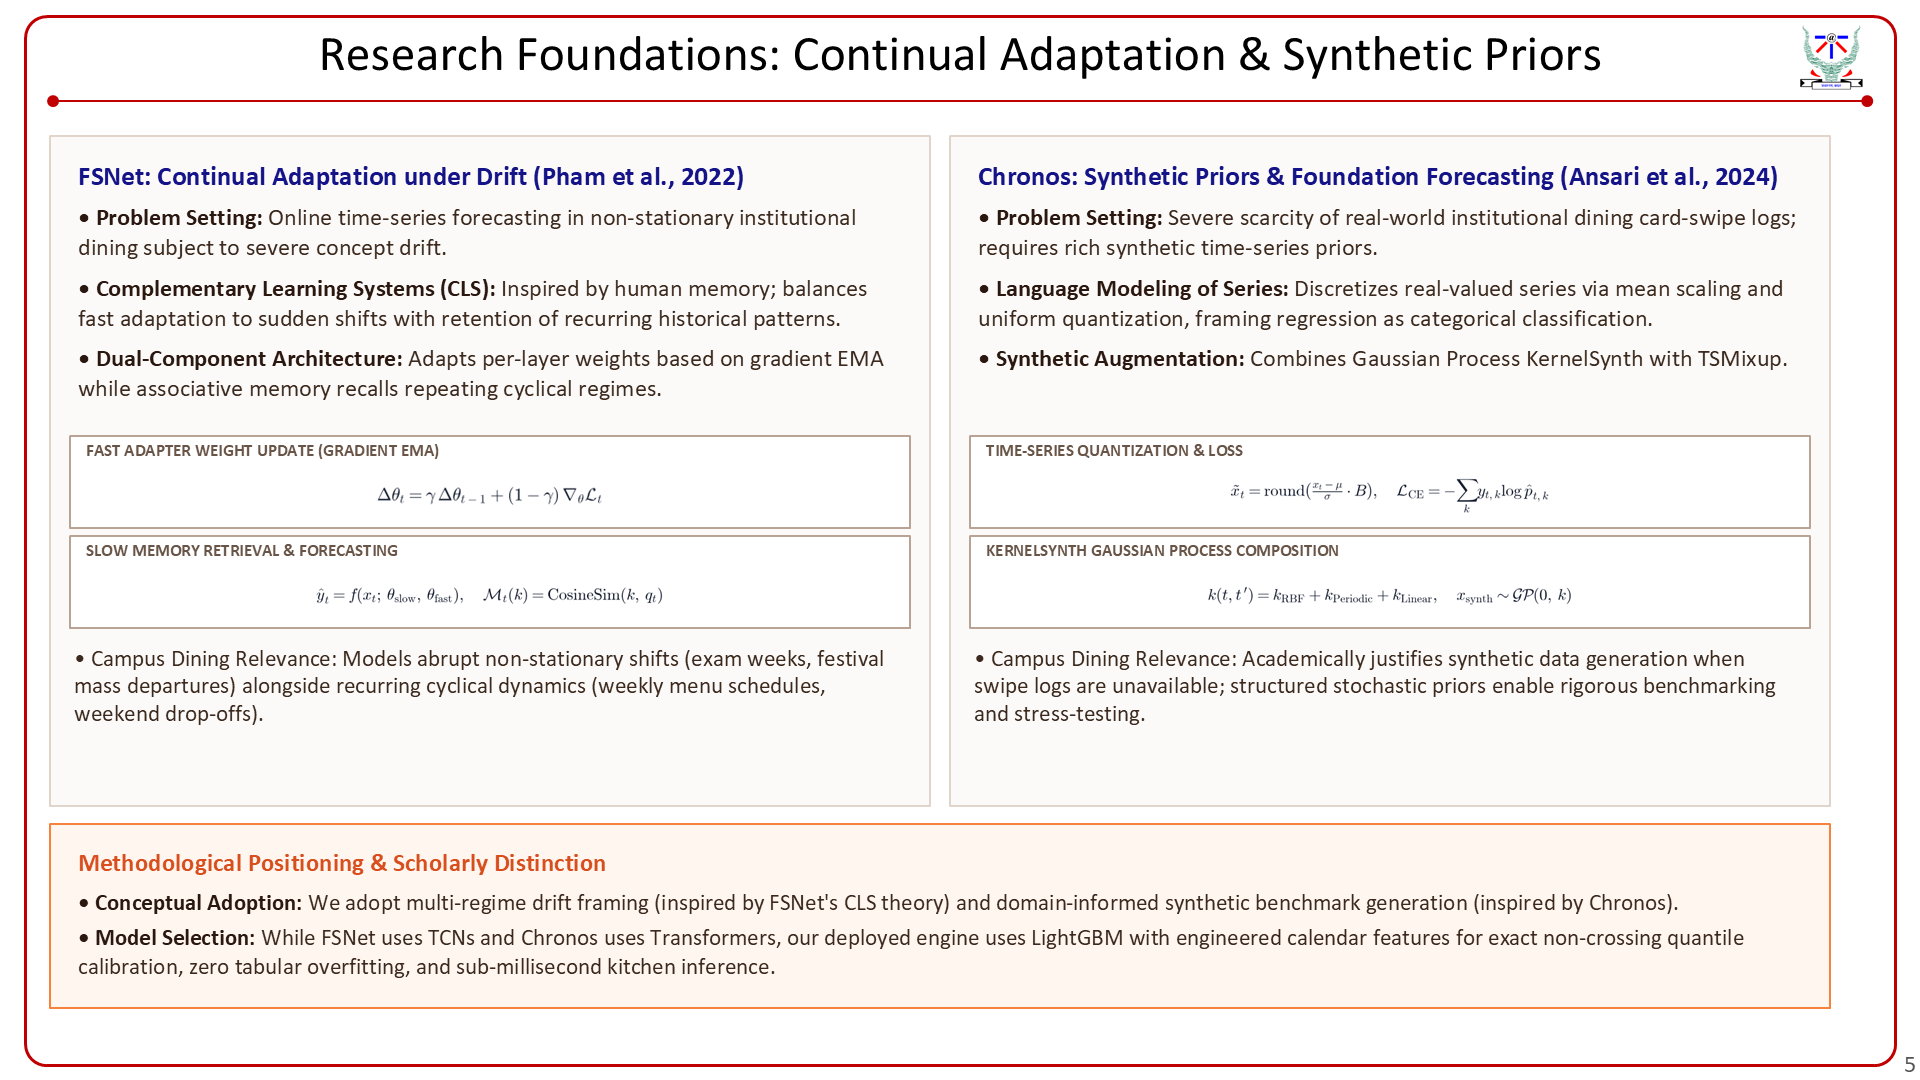 Research Foundations: Continual Adaptation & Synthetic Priors
FSNet: Continual Adaptation under Drift (Pham et al., 2022)
• Problem Setting: Online time-series forecasting in non-stationary institutional
dining subject to severe concept drift.
• Complementary Learning Systems (CLS): Inspired by human memory; balances
fast adaptation to sudden shifts with retention of recurring historical patterns.
• Dual-Component Architecture: Adapts per-layer weights based on gradient EMA
while associative memory recalls repeating cyclical regimes.
FAST ADAPTER WEIGHT UPDATE (GRADIENT EMA)
Δθ_t = γ Δθ_{t−1} + (1 − γ) ∇_θ ℒ_t
SLOW MEMORY RETRIEVAL & FORECASTING
ŷ_t = f(x_t; θ_slow, θ_fast),   ℳ_t(k) = CosineSim(k, q_t)
• Campus Dining Relevance: Models abrupt non-stationary shifts (exam weeks, festival
mass departures) alongside recurring cyclical dynamics (weekly menu schedules,
weekend drop-offs).
Chronos: Synthetic Priors & Foundation Forecasting (Ansari et al., 2024)
• Problem Setting: Severe scarcity of real-world institutional dining card-swipe logs;
requires rich synthetic time-series priors.
• Language Modeling of Series: Discretizes real-valued series via mean scaling and
uniform quantization, framing regression as categorical classification.
• Synthetic Augmentation: Combines Gaussian Process KernelSynth with TSMixup.
TIME-SERIES QUANTIZATION & LOSS
x̃_t = round((x_t − μ)/σ · B),   ℒ_CE = −∑_k y_{t,k} log p̂_{t,k}
KERNELSYNTH GAUSSIAN PROCESS COMPOSITION
k(t, t′) = k_RBF + k_Periodic + k_Linear,   x_synth ∼ 𝒢𝒫(0, k)
• Campus Dining Relevance: Academically justifies synthetic data generation when
swipe logs are unavailable; structured stochastic priors enable rigorous benchmarking
and stress-testing.
Methodological Positioning & Scholarly Distinction
• Conceptual Adoption: We adopt multi-regime drift framing (inspired by FSNet's CLS theory) and domain-informed synthetic benchmark generation (inspired by Chronos).
• Model Selection: While FSNet uses TCNs and Chronos uses Transformers, our deployed engine uses LightGBM with engineered calendar features for exact non-crossing quantile
calibration, zero tabular overfitting, and sub-millisecond kitchen inference.
5